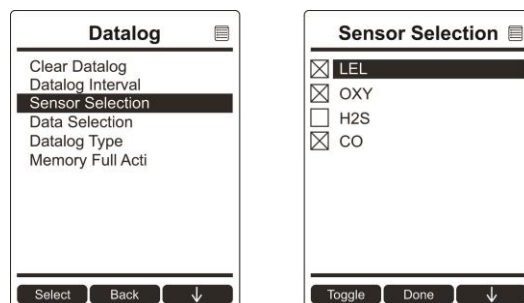 Datalog
Clear Datalog
Datalog Interval
Sensor Selection
Data Selection
Datalog Type
Memory Full Acti
Select Back ↓
Sensor Selection
LEL
OXY
H2S
CO
Toggle Done ↓